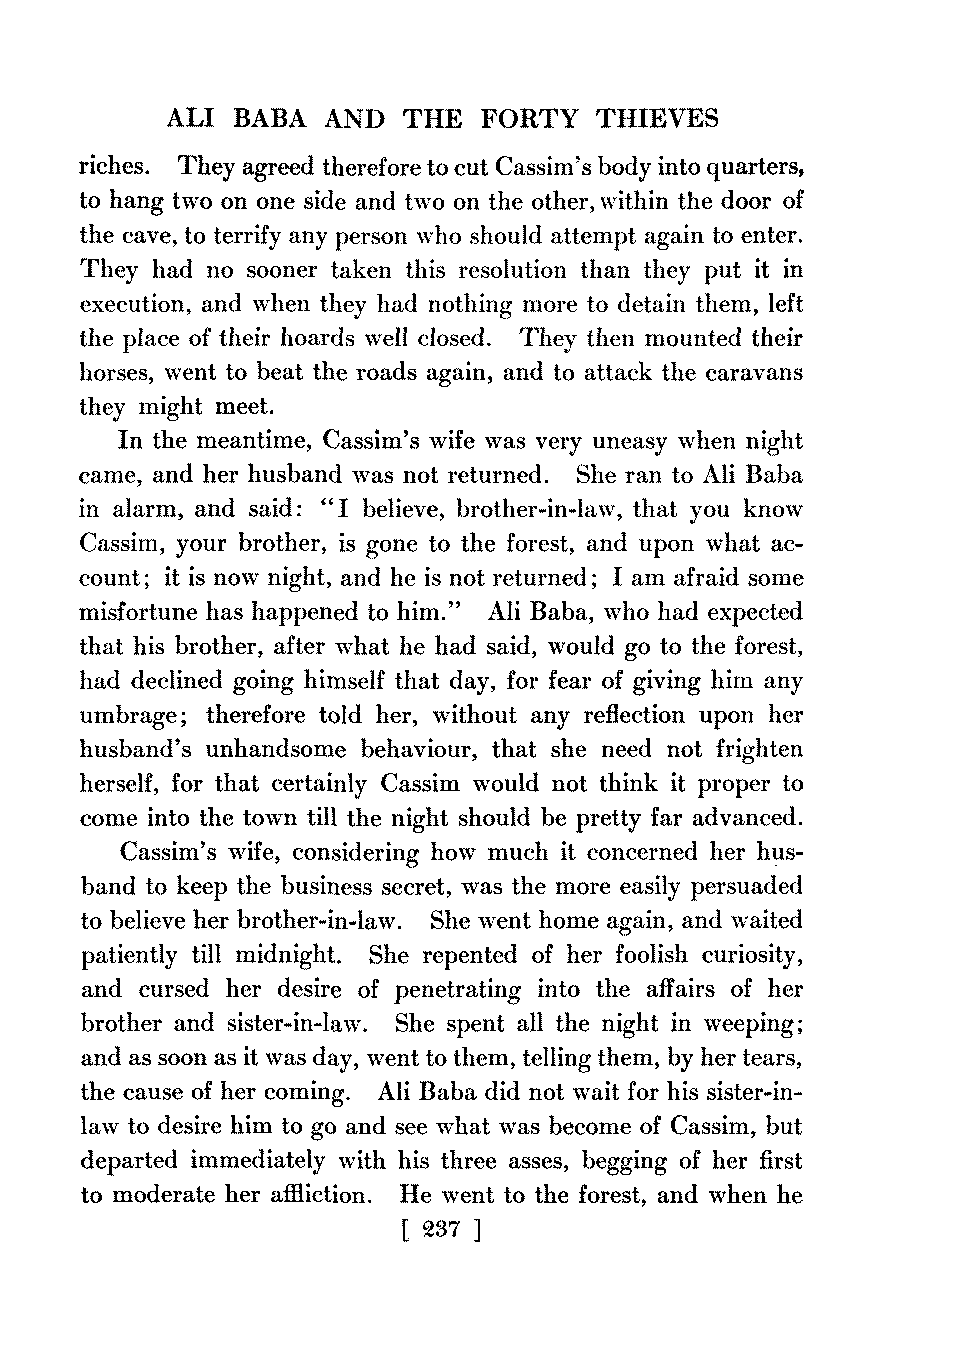 ALI BABA AND THE FORTY THIEVES
riches. They agreed therefore to cut Cassim's body into quarters,
to hang two on one side and two on the other, within the door of
the cave, to terrify any person who should attempt again to enter.
They had no sooner taken this resolution than they put it in
execution, and when they had nothing more to detain them, left
the place of their hoards well closed. They then mounted their
horses, went to beat the roads again, and to attack the caravans
they might meet.
In the meantime, Cassim's wife was very uneasy when night
came, and her husband was not returned. She ran to Ali Baba
in alarm, and said: "I believe, brother-in-law, that you know
Cassim, your brother, is gone to the forest, and upon what ac-
count; it is now night, and he is not returned; I am afraid some
misfortune has happened to him." Ali Baba, who had expected
that his brother, after what he had said, would go to the forest,
had declined going himself that day, for fear of giving him any
umbrage; therefore told her, without any reflection upon her
husband's unhandsome behaviour, that she need not frighten
herself, for that certainly Cassim would not think it proper to
come into the town till the night should be pretty far advanced.
Cassim's wife, considering how much it concerned her hus-
band to keep the business secret, was the more easily persuaded
to believe her brother-in-law. She went home again, and waited
patiently till midnight. She repented of her foolish curiosity,
and cursed her desire of penetrating into the affairs of her
brother and sister-in-law. She spent all the night in weeping;
and as soon as it was day, went to them, telling them, by her tears,
the cause of her coming. Ali Baba did not wait for his sister-in-
law to desire him to go and see what was become of Cassim, but
departed immediately with his three asses, begging of her first
to moderate her affliction. He went to the forest, and when he
[ 237 ]